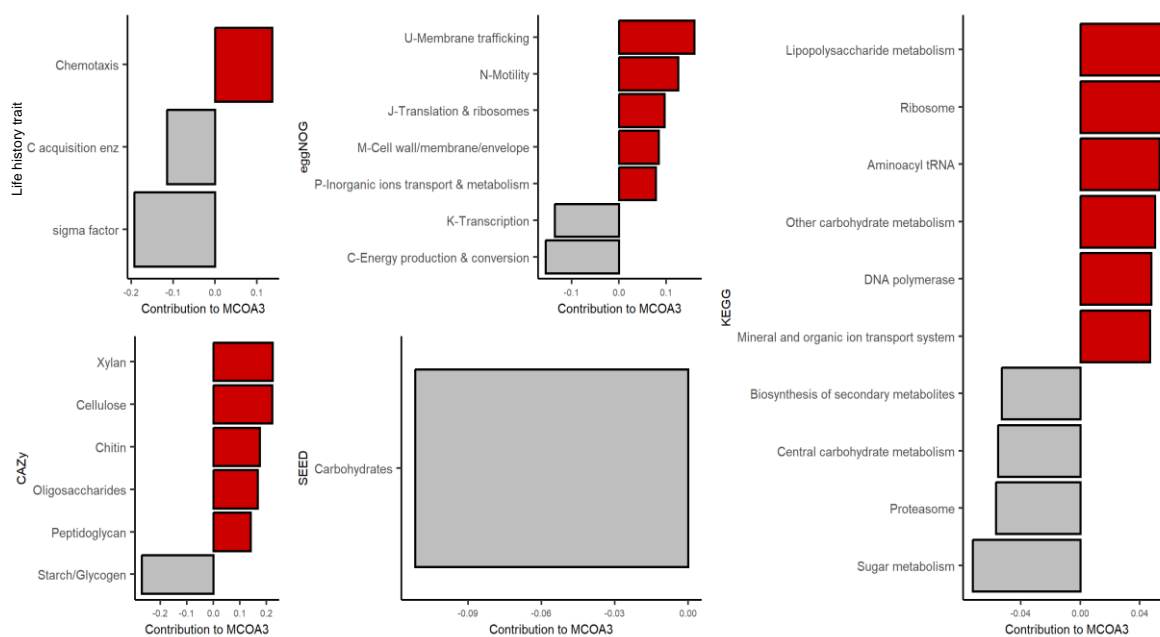 Life history trait
Chemotaxis
C acquisition enz
sigma factor
-0.2 -0.1 0.0 0.1
Contribution to MCOA3
eggNOG
U-Membrane trafficking
N-Motility
J-Translation & ribosomes
M-Cell wall/membrane/envelope
P-Inorganic ions transport & metabolism
K-Transcription
C-Energy production & conversion
-0.1 0.0 0.1
Contribution to MCOA3
KEGG
Lipopolysaccharide metabolism
Ribosome
Aminoacyl tRNA
Other carbohydrate metabolism
DNA polymerase
Mineral and organic ion transport system
Biosynthesis of secondary metabolites
Central carbohydrate metabolism
Proteasome
Sugar metabolism
-0.04 0.00 0.04
Contribution to MCOA3
CAZy
Xylan
Cellulose
Chitin
Oligosaccharides
Peptidoglycan
Starch/Glycogen
-0.2 -0.1 0.0 0.1 0.2
Contribution to MCOA3
SEED
Carbohydrates
-0.09 -0.06 -0.03 0.00
Contribution to MCOA3